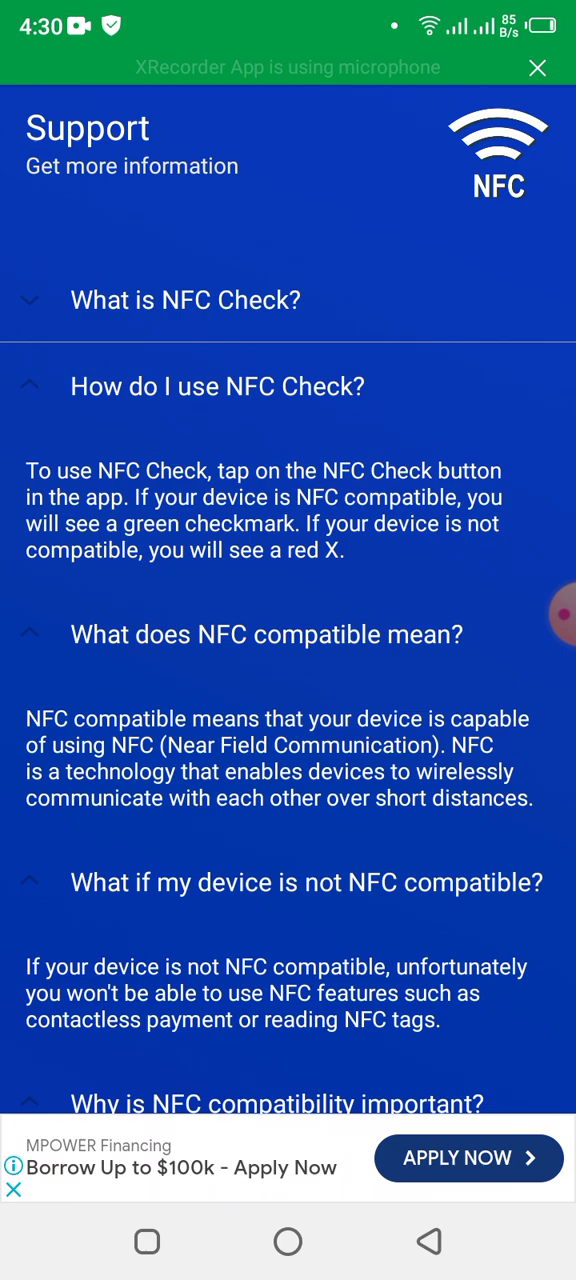 4:30
85
B/s
XRecorder App is using microphone
Support
Get more information
NFC
What is NFC Check?
How do I use NFC Check?
To use NFC Check, tap on the NFC Check button
in the app. If your device is NFC compatible, you
will see a green checkmark. If your device is not
compatible, you will see a red X.
What does NFC compatible mean?
NFC compatible means that your device is capable
of using NFC (Near Field Communication). NFC
is a technology that enables devices to wirelessly
communicate with each other over short distances.
What if my device is not NFC compatible?
If your device is not NFC compatible, unfortunately
you won't be able to use NFC features such as
contactless payment or reading NFC tags.
Why is NFC compatibility important?
MPOWER Financing
Borrow Up to $100k - Apply Now
APPLY NOW